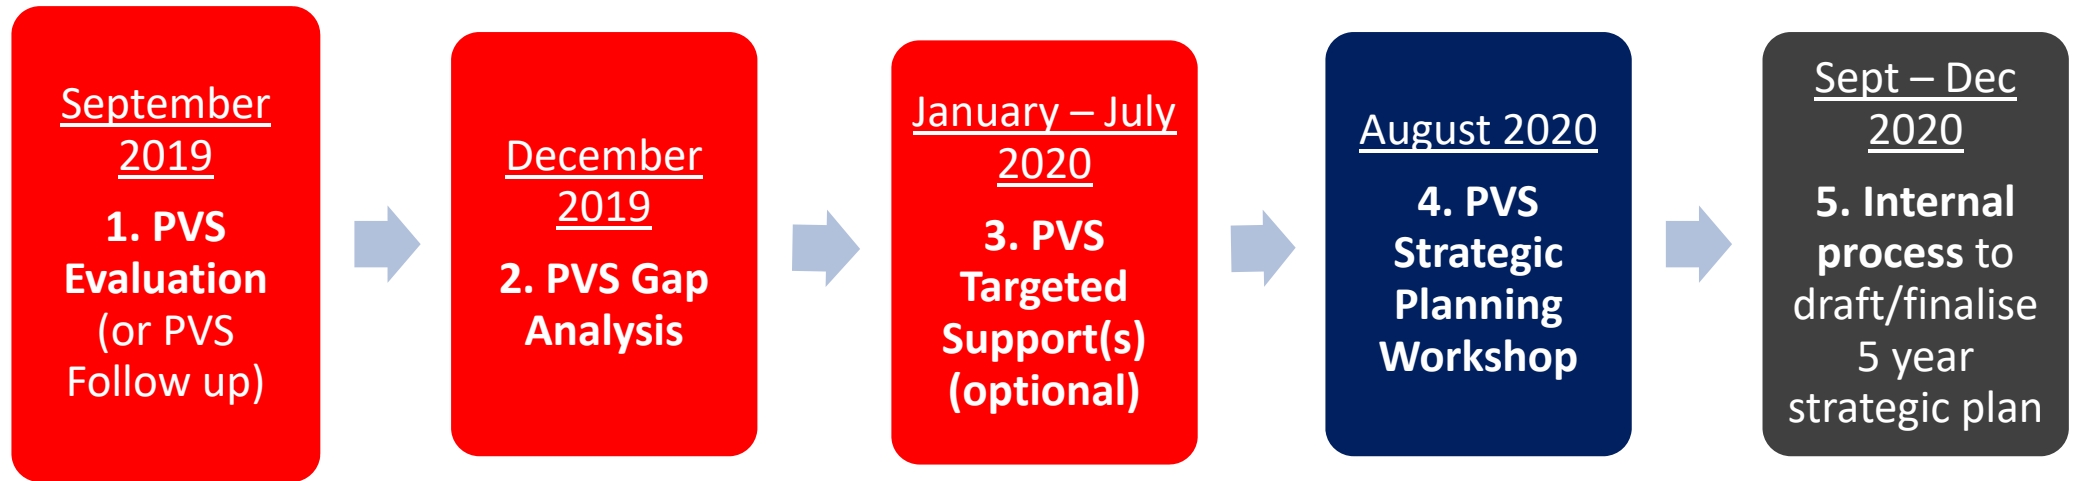 September
2019
1. PVS
Evaluation
(or PVS
Follow up)
December
2019
2. PVS Gap
Analysis
January – July
2020
3. PVS
Targeted
Support(s)
(optional)
August 2020
4. PVS
Strategic
Planning
Workshop
Sept – Dec
2020
5. Internal
process to
draft/finalise
5 year
strategic plan